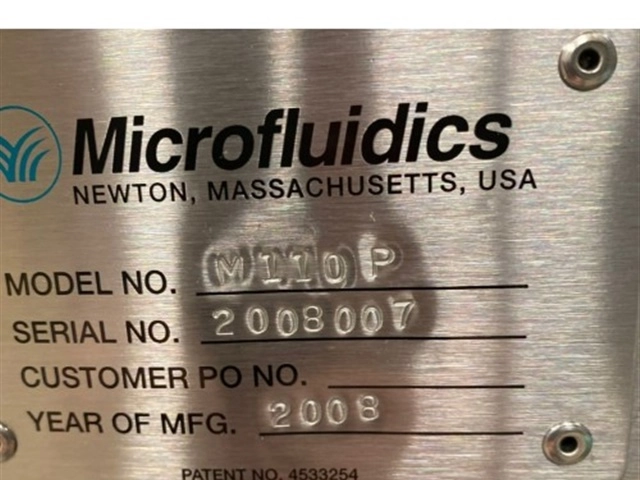 Microfluidics
NEWTON, MASSACHUSETTS, USA
MODEL NO. M110P
SERIAL NO. 2008007
CUSTOMER PO NO.
YEAR OF MFG. 2008
PATENT NO. 4533254